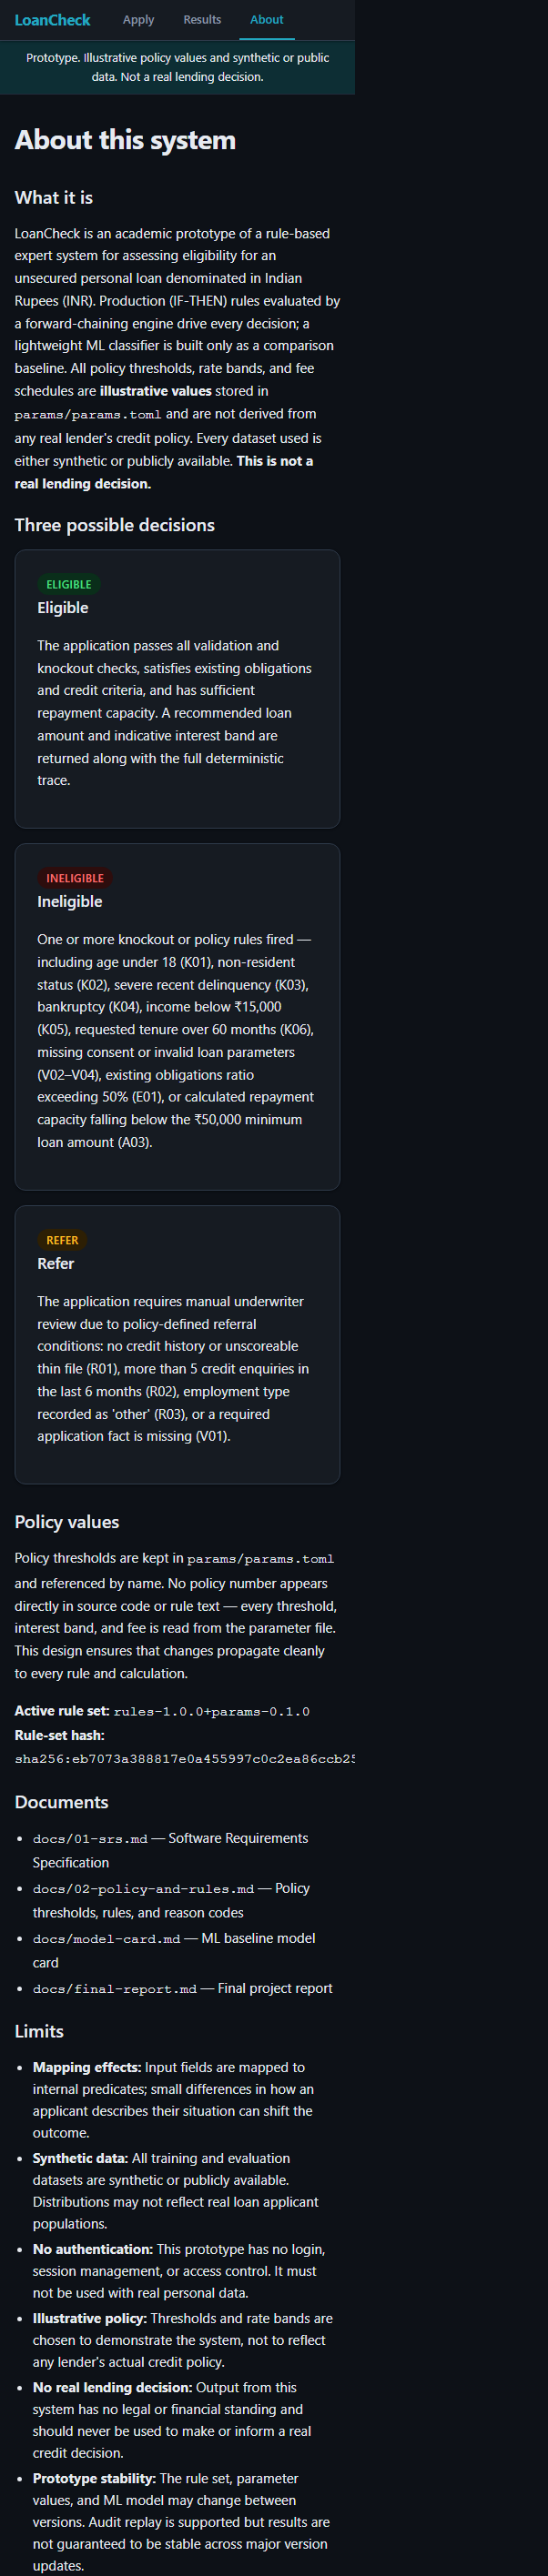 LoanCheck Apply Results About
Prototype. Illustrative policy values and synthetic or public
data. Not a real lending decision.
About this system
What it is
LoanCheck is an academic prototype of a rule-based
expert system for assessing eligibility for an
unsecured personal loan denominated in Indian
Rupees (INR). Production (IF-THEN) rules evaluated by
a forward-chaining engine drive every decision; a
lightweight ML classifier is built only as a comparison
baseline. All policy thresholds, rate bands, and fee
schedules are illustrative values stored in
params/params.toml and are not derived from
any real lender's credit policy. Every dataset used is
either synthetic or publicly available. This is not a
real lending decision.
Three possible decisions
ELIGIBLE
Eligible
The application passes all validation and
knockout checks, satisfies existing obligations
and credit criteria, and has sufficient
repayment capacity. A recommended loan
amount and indicative interest band are
returned along with the full deterministic
trace.
INELIGIBLE
Ineligible
One or more knockout or policy rules fired —
including age under 18 (K01), non-resident
status (K02), severe recent delinquency (K03),
bankruptcy (K04), income below ₹15,000
(K05), requested tenure over 60 months (K06),
missing consent or invalid loan parameters
(V02–V04), existing obligations ratio
exceeding 50% (E01), or calculated repayment
capacity falling below the ₹50,000 minimum
loan amount (A03).
REFER
Refer
The application requires manual underwriter
review due to policy-defined referral
conditions: no credit history or unscoreable
thin file (R01), more than 5 credit enquiries in
the last 6 months (R02), employment type
recorded as 'other' (R03), or a required
application fact is missing (V01).
Policy values
Policy thresholds are kept in params/params.toml
and referenced by name. No policy number appears
directly in source code or rule text — every threshold,
interest band, and fee is read from the parameter file.
This design ensures that changes propagate cleanly
to every rule and calculation.
Active rule set: rules-1.0.0+params-0.1.0
Rule-set hash:
sha256:eb7073a388817e0a455997c0c2ea86ccb25
Documents
• docs/01-srs.md — Software Requirements
Specification
• docs/02-policy-and-rules.md — Policy
thresholds, rules, and reason codes
• docs/model-card.md — ML baseline model
card
• docs/final-report.md — Final project report
Limits
• Mapping effects: Input fields are mapped to
internal predicates; small differences in how an
applicant describes their situation can shift the
outcome.
• Synthetic data: All training and evaluation
datasets are synthetic or publicly available.
Distributions may not reflect real loan applicant
populations.
• No authentication: This prototype has no login,
session management, or access control. It must
not be used with real personal data.
• Illustrative policy: Thresholds and rate bands are
chosen to demonstrate the system, not to reflect
any lender's actual credit policy.
• No real lending decision: Output from this
system has no legal or financial standing and
should never be used to make or inform a real
credit decision.
• Prototype stability: The rule set, parameter
values, and ML model may change between
versions. Audit replay is supported but results are
not guaranteed to be stable across major version
updates.